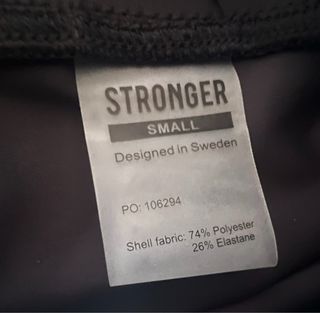 STRONGER
SMALL
Designed in Sweden
PO: 106294
Shell fabric: 74% Polyester
26% Elastane